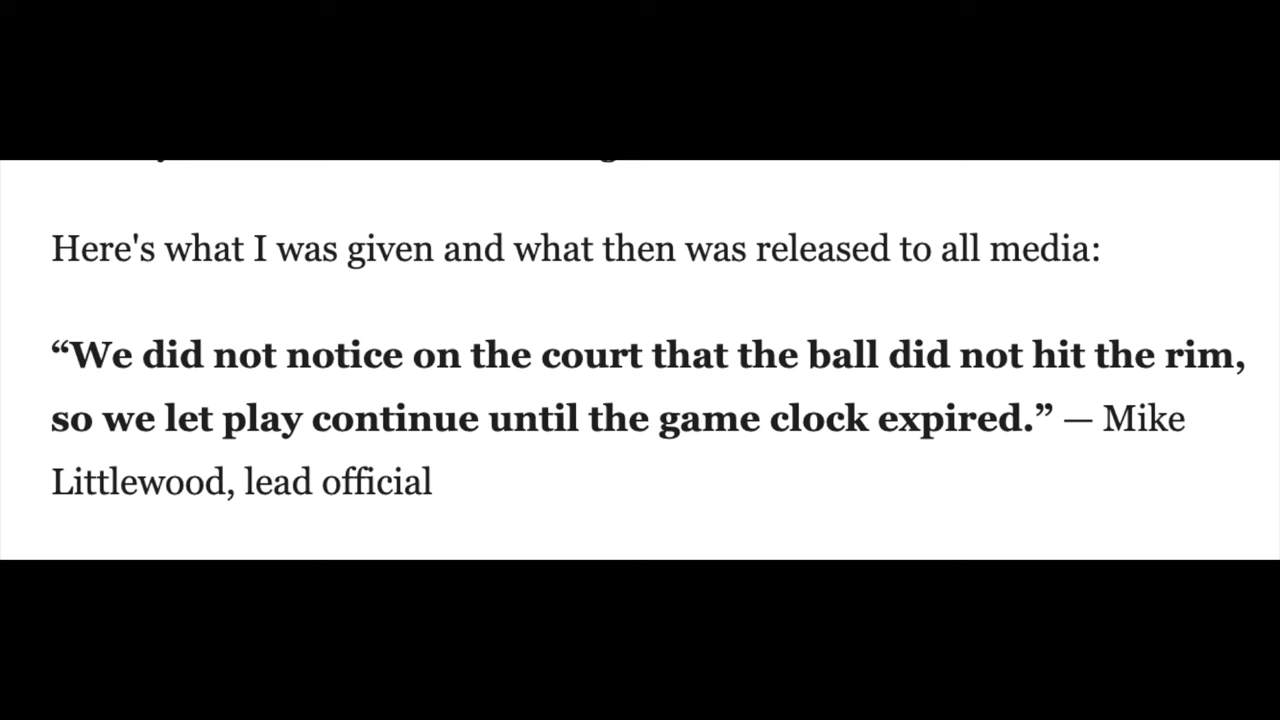 Here's what I was given and what then was released to all media:
“We did not notice on the court that the ball did not hit the rim,
so we let play continue until the game clock expired.” — Mike
Littlewood, lead official